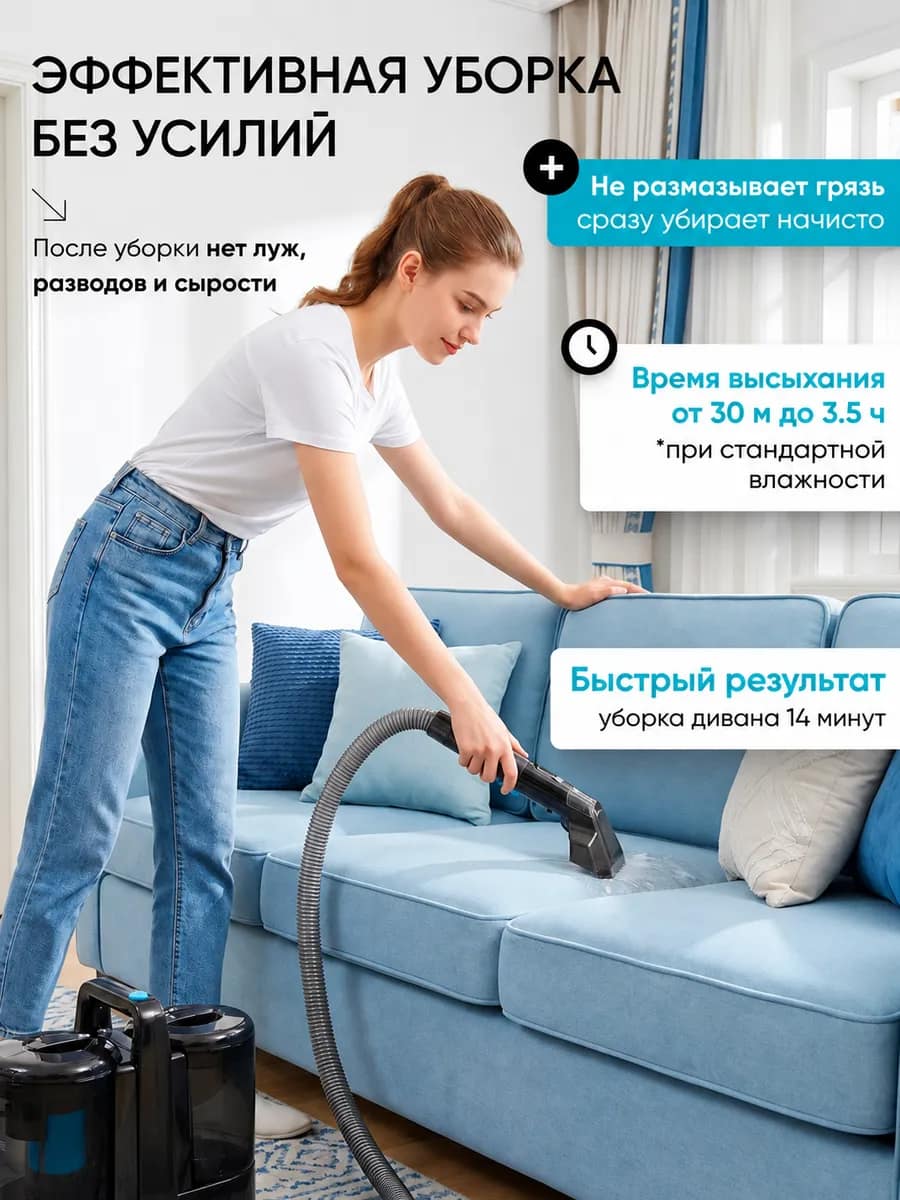 ЭФФЕКТИВНАЯ УБОРКА
БЕЗ УСИЛИЙ
После уборки нет луж,
разводов и сырости
Не размазывает грязь
сразу убирает начисто
Время высыхания
от 30 м до 3.5 ч
*при стандартной
влажности
Быстрый результат
уборка дивана 14 минут